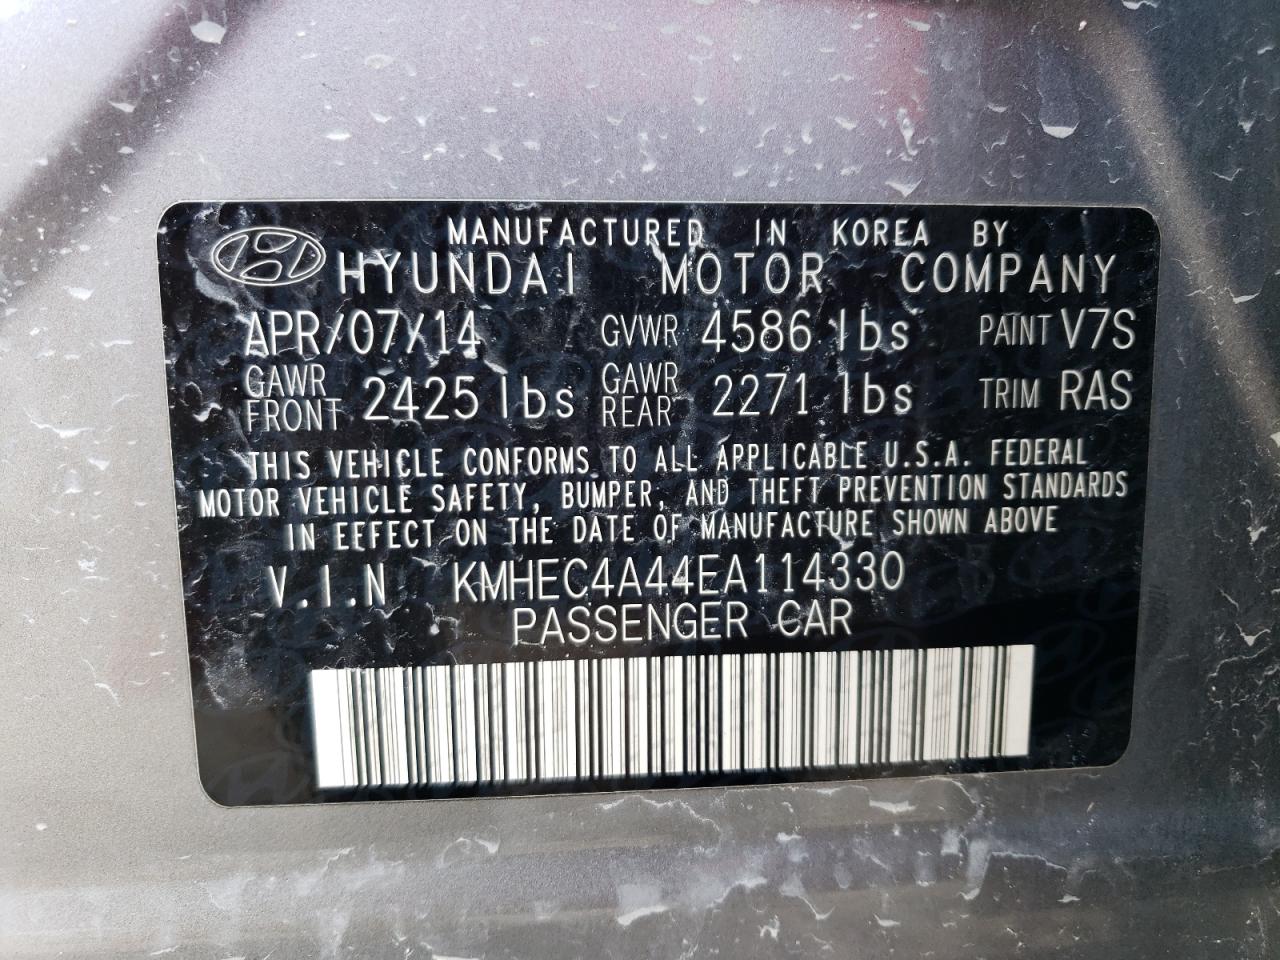 MANUFACTURED IN KOREA BY
HYUNDAI MOTOR COMPANY
APR/07/14 GVWR 4586 lbs PAINT V7S
GAWR FRONT 2425 lbs GAWR REAR 2271 lbs TRIM RAS
THIS VEHICLE CONFORMS TO ALL APPLICABLE U.S.A. FEDERAL
MOTOR VEHICLE SAFETY, BUMPER, AND THEFT PREVENTION STANDARDS
IN EFFECT ON THE DATE OF MANUFACTURE SHOWN ABOVE
V.I.N KMHEC4A44EA114330
PASSENGER CAR